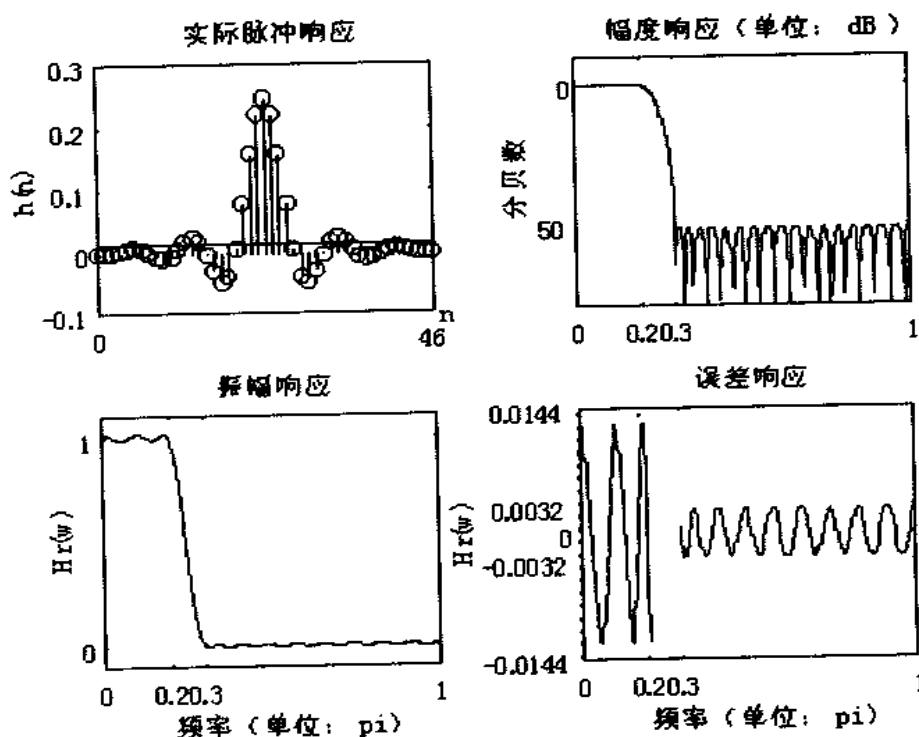 实际脉冲响应
0.3
0.2
0.1
0
-0.1
h(n)
0
46
n
幅度响应（单位： dB ）
0
50
分贝数
0
0.20.3
1
振幅响应
1
0
Hr(w)
0
0.20.3
1
频率（单位： pi）
误差响应
0.0144
0.0032
0
-0.0032
-0.0144
Hr(w)
0
0.20.3
1
频率（单位： pi）